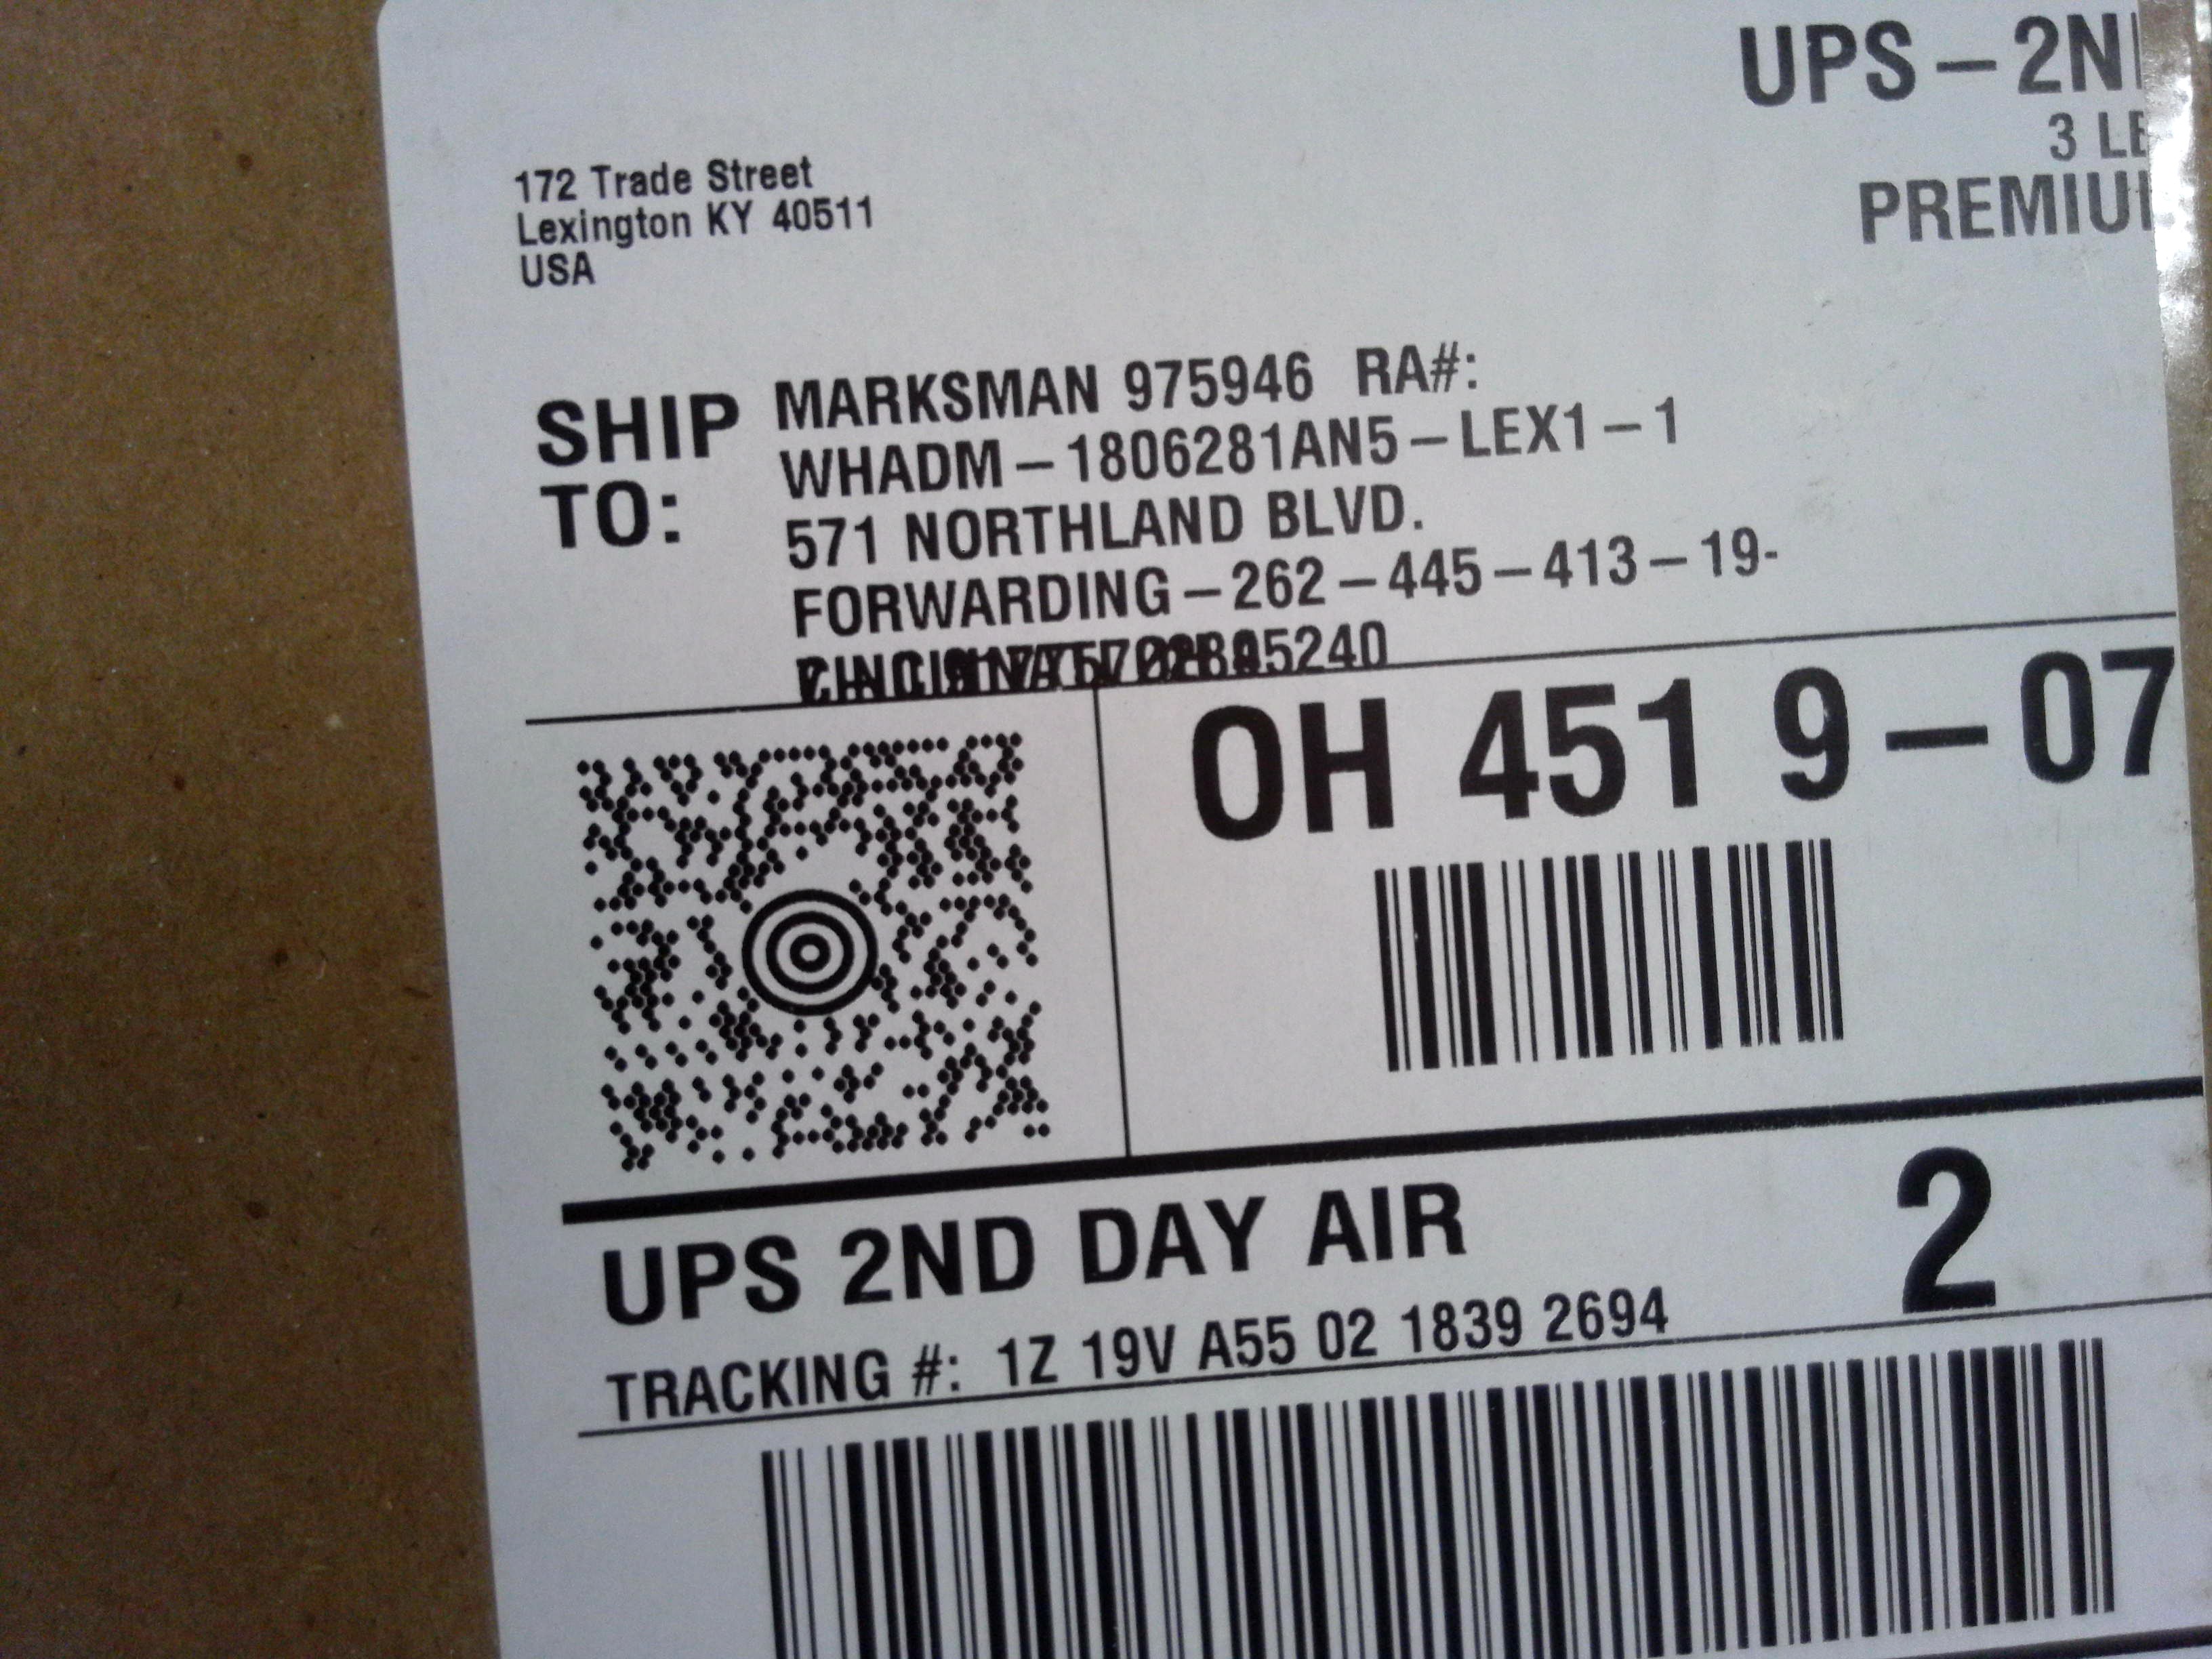 UPS – 2N
3 LB
PREMIU
172 Trade Street
Lexington KY 40511
USA
SHIP TO:
MARKSMAN 975946 RA#:
WHADM – 1806281AN5 – LEX1 – 1
571 NORTHLAND BLVD.
FORWARDING – 262 – 445 – 413 – 19-
OH 451 9 – 07
UPS 2ND DAY AIR
2
TRACKING #: 1Z 19V A55 02 1839 2694